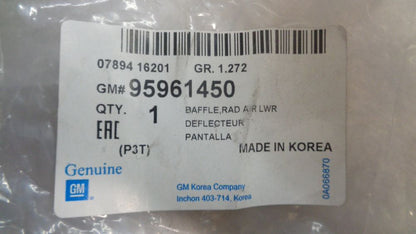 07894 16201 GR. 1.272
GM# 95961450
QTY. 1 BAFFLE,RAD AIR LWR
DEFLECTEUR
PANTALLA
EAC
(P3T) MADE IN KOREA
Genuine
GM
GM Korea Company
Inchon 403-714, Korea
0A066870